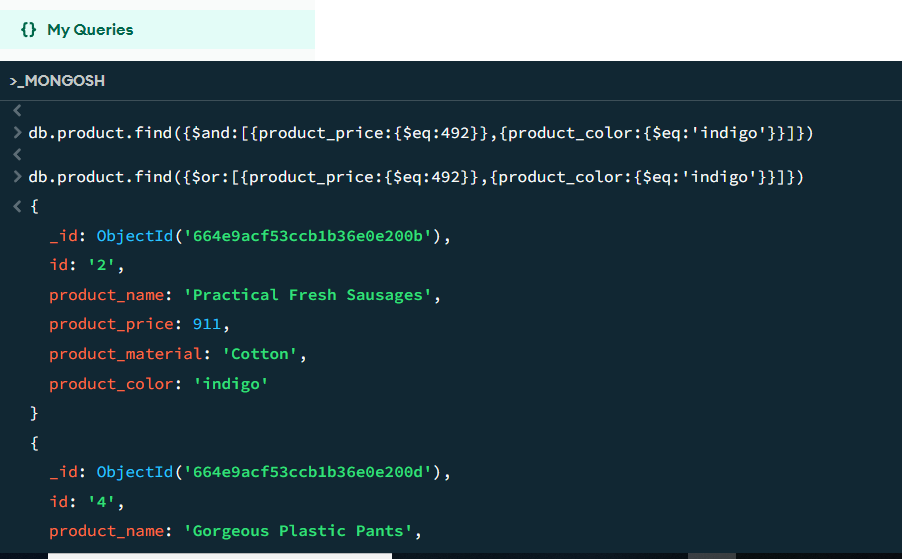 {} My Queries
>_MONGOSH
<
> db.product.find({$and:[{product_price:{$eq:492}},{product_color:{$eq:'indigo'}}]})
<
> db.product.find({$or:[{product_price:{$eq:492}},{product_color:{$eq:'indigo'}}]})
< {
_id: ObjectId('664e9acf53ccb1b36e0e200b'),
id: '2',
product_name: 'Practical Fresh Sausages',
product_price: 911,
product_material: 'Cotton',
product_color: 'indigo'
}
{
_id: ObjectId('664e9acf53ccb1b36e0e200d'),
id: '4',
product_name: 'Gorgeous Plastic Pants',